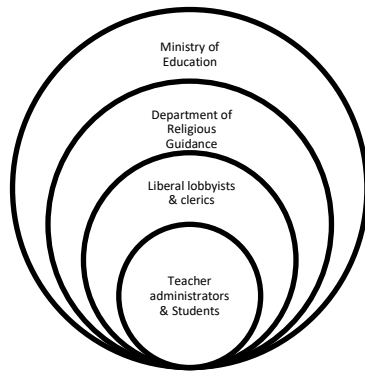 Ministry of
Education
Department of
Religious
Guidance
Liberal lobbyists
& clerics
Teacher
administrators
& Students